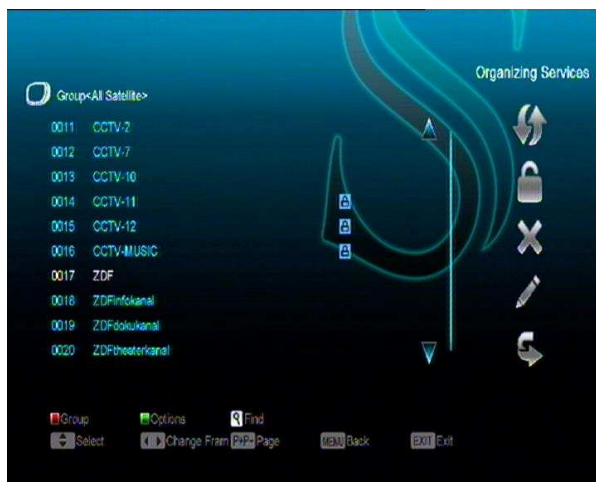 Organizing Services
Group<All Satellite>
0011 CCTV-2
0012 CCTV-7
0013 CCTV-10
0014 CCTV-11
0015 CCTV-12
0016 CCTV-MUSIC
0017 ZDF
0018 ZDFinfokanal
0019 ZDFdokukanal
0020 ZDFtheaterkanal
Group Options Find
Select Change Fram P+P- Page MENU Back EXIT Exit